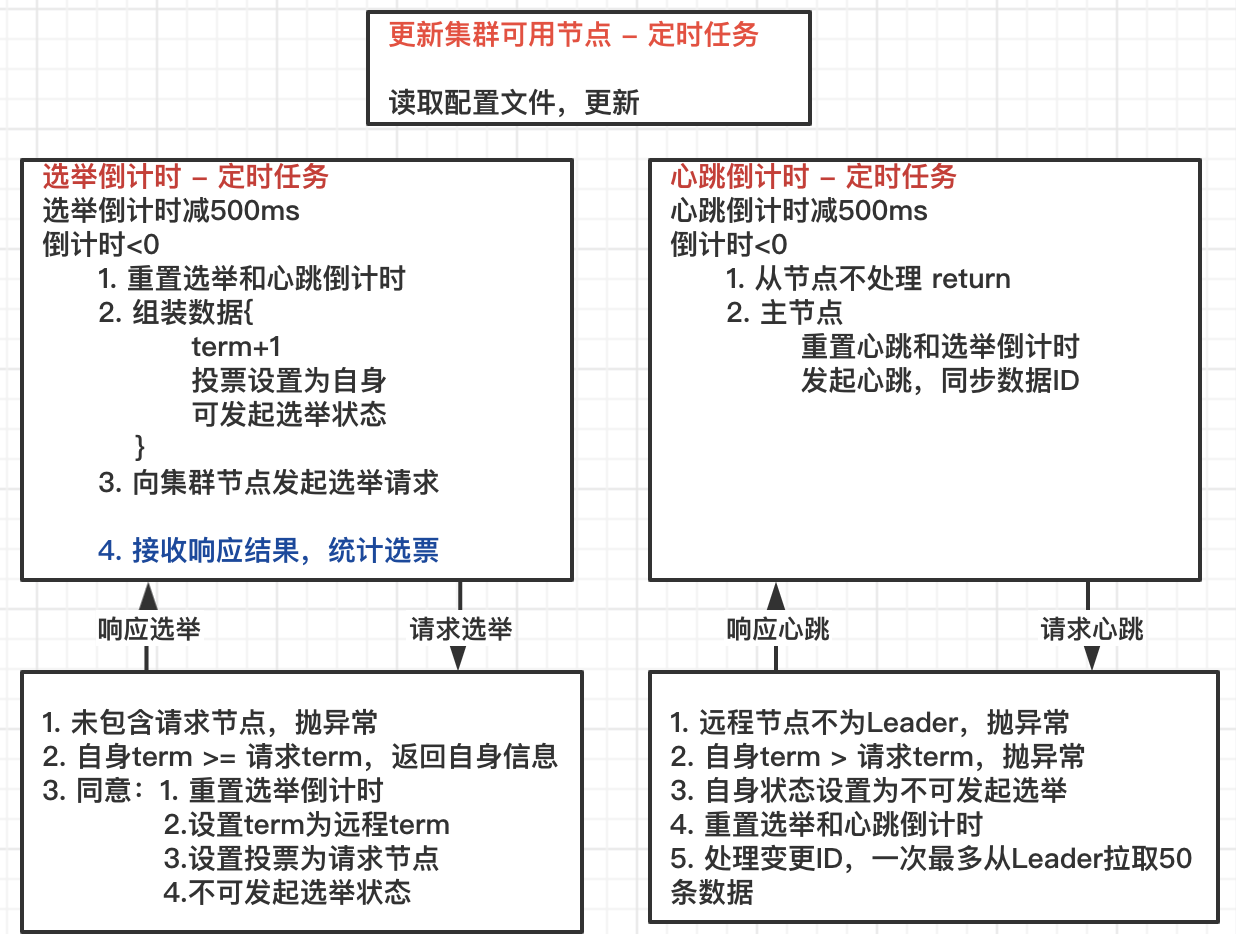 更新集群可用节点 – 定时任务
读取配置文件，更新
选举倒计时 – 定时任务
选举倒计时减500ms
倒计时<0
1. 重置选举和心跳倒计时
2. 组装数据{
term+1
投票设置为自身
可发起选举状态
}
3. 向集群节点发起选举请求
4. 接收响应结果，统计选票
心跳倒计时 – 定时任务
心跳倒计时减500ms
倒计时<0
1. 从节点不处理 return
2. 主节点
重置心跳和选举倒计时
发起心跳，同步数据ID
响应选举
请求选举
响应心跳
请求心跳
1. 未包含请求节点，抛异常
2. 自身term >= 请求term，返回自身信息
3. 同意：1. 重置选举倒计时
2.设置term为远程term
3.设置投票为请求节点
4.不可发起选举状态
1. 远程节点不为Leader，抛异常
2. 自身term > 请求term，抛异常
3. 自身状态设置为不可发起选举
4. 重置选举和心跳倒计时
5. 处理变更ID，一次最多从Leader拉取50
条数据